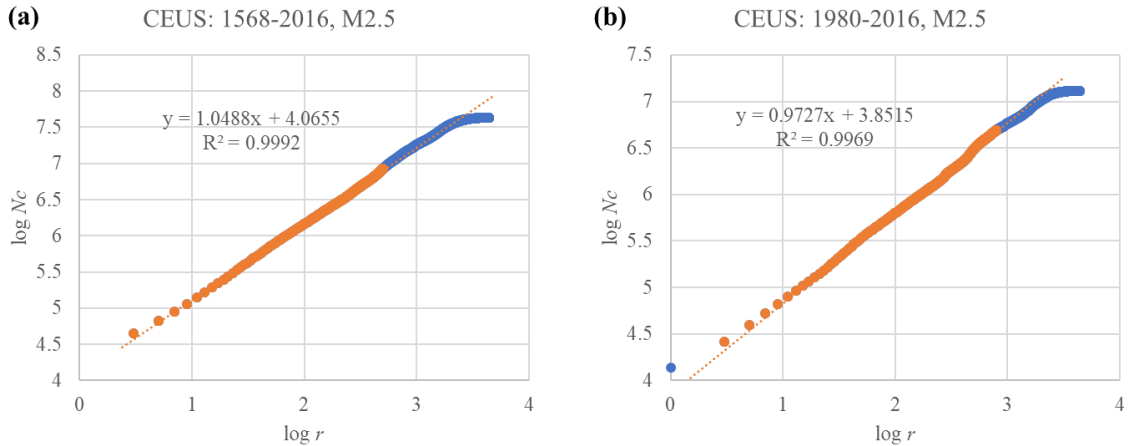 (a)
CEUS: 1568-2016, M2.5
8.5
8
7.5
7
6.5
6
5.5
5
4.5
4
log Nc
y = 1.0488x + 4.0655
R² = 0.9992
0 1 2 3 4
log r
(b)
CEUS: 1980-2016, M2.5
7.5
7
6.5
6
5.5
5
4.5
4
log Nc
y = 0.9727x + 3.8515
R² = 0.9969
0 1 2 3 4
log r